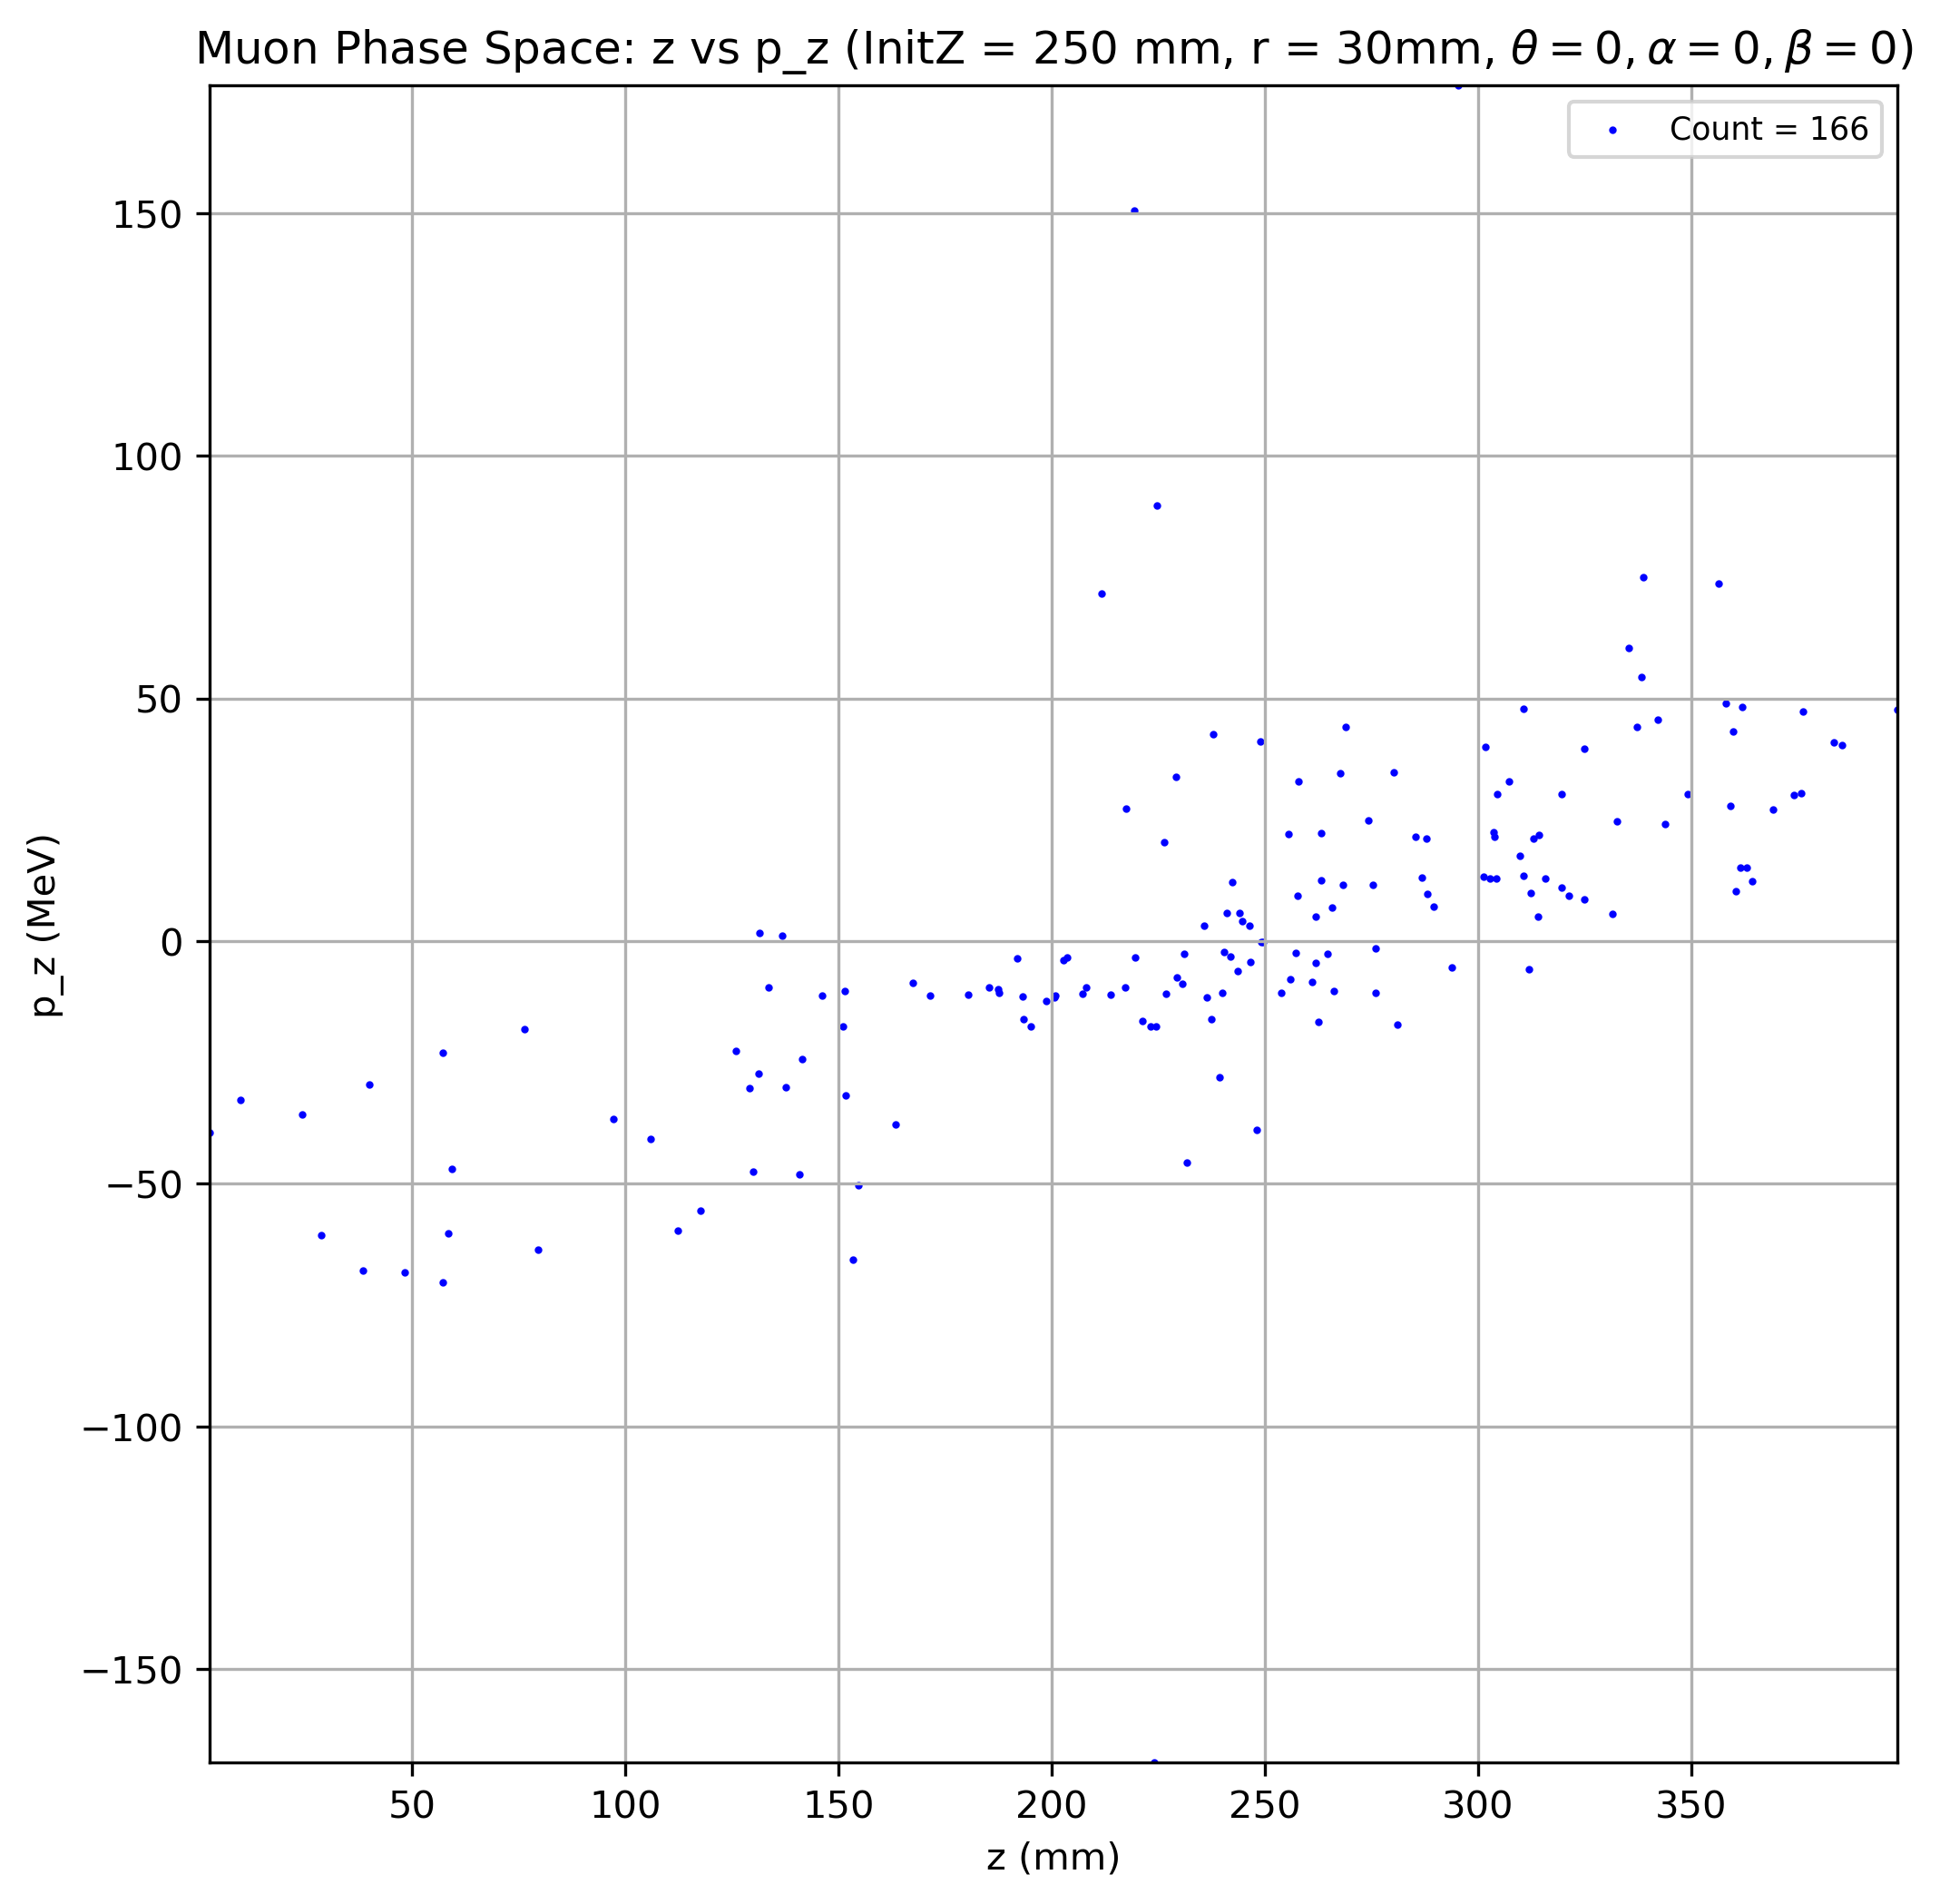 Muon Phase Space: z vs p_z (InitZ = 250 mm, r = 30mm, θ = 0, α = 0, β = 0)
Count = 166
150
100
50
0
−50
−100
−150
p_z (MeV)
50 100 150 200 250 300 350
z (mm)